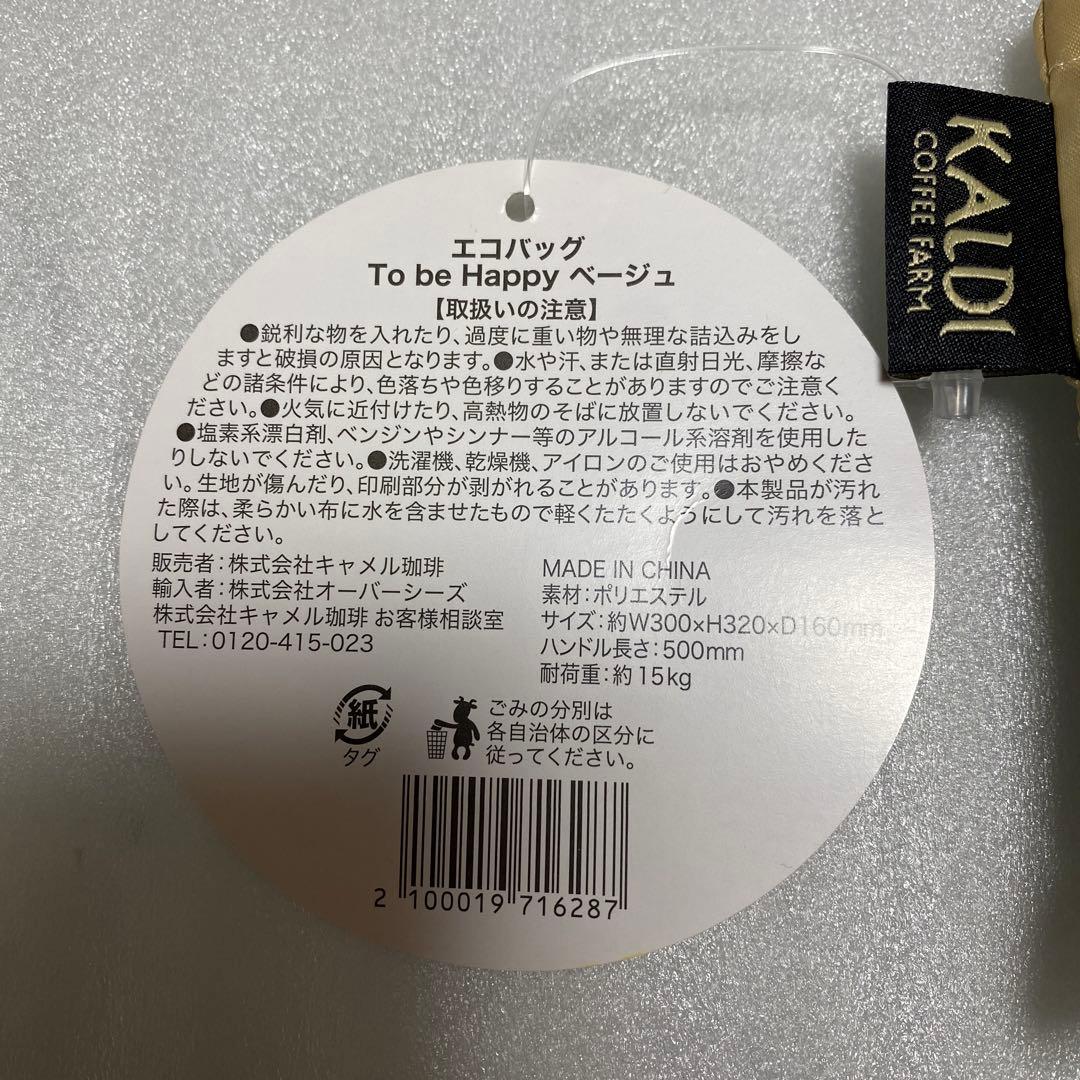 エコバッグ
To be Happy ベージュ
【取扱いの注意】
●鋭利な物を入れたり、過度に重い物や無理な詰込みをし
ますと破損の原因となります。●水や汗、または直射日光、摩擦な
どの諸条件により、色落ちや色移りすることがありますのでご注意く
ださい。●火気に近付けたり、高熱物のそばに放置しないでください。
●塩素系漂白剤、ベンジンやシンナー等のアルコール系溶剤を使用した
りしないでください。●洗濯機、乾燥機、アイロンのご使用はおやめくださ
い。生地が傷んだり、印刷部分が剥がれることがあります。●本製品が汚れ
た際は、柔らかい布に水を含ませたもので軽くたたくようにして汚れを落と
してください。
販売者：株式会社キャメル珈琲
輸入者：株式会社オーバーシーズ
株式会社キャメル珈琲 お客様相談室
TEL：0120-415-023
MADE IN CHINA
素材：ポリエステル
サイズ：約W300×H320×D160mm
ハンドル長さ：500mm
耐荷重：約15kg
紙
タグ
ごみの分別は
各自治体の区分に
従ってください。
2 100019 716287
KALDI
COFFEE FARM